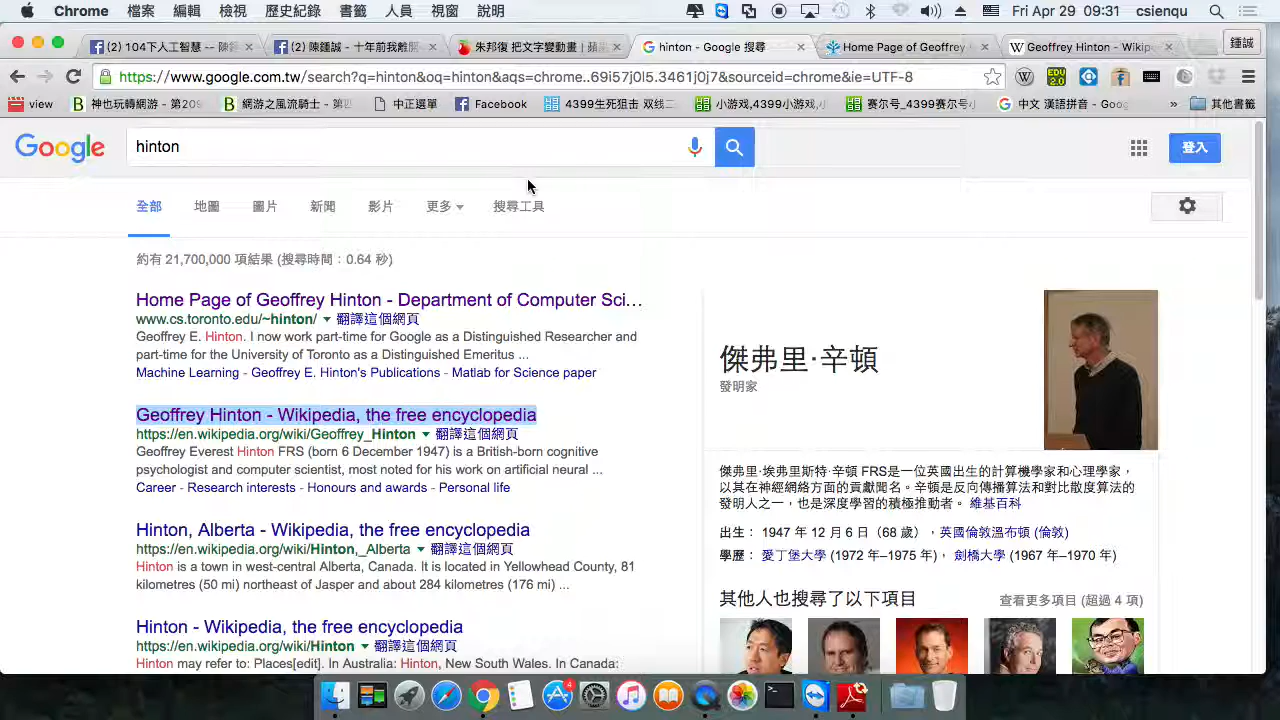 Chrome 檔案 編輯 檢視 歷史紀錄 書籤 人員 視窗 說明 Fri Apr 29 09:31 csienqu
(2) 104下人工智慧 -- 陳鍾 (2) 陳鍾誠 - 十年前我離 朱邦復 把文字變動畫｜蘋 hinton - Google 搜尋 Home Page of Geoffrey Geoffrey Hinton - Wikip 鍾誠
https://www.google.com.tw/search?q=hinton&oq=hinton&aqs=chrome..69i57j0l5.3461j0j7&sourceid=chrome&ie=UTF-8
view 神也玩轉網游 - 第20 網游之風流騎士 - 第四 中正選單 Facebook 4399生死狙击 双线二 小游戏,4399小游戏,小 赛尔号_4399赛尔号 中文 漢語拼音 - Goo » 其他書籤
Google hinton 登入
全部 地圖 圖片 新聞 影片 更多 搜尋工具
約有 21,700,000 項結果 (搜尋時間：0.64 秒)
Home Page of Geoffrey Hinton - Department of Computer Sci...
www.cs.toronto.edu/~hinton/ 翻譯這個網頁
Geoffrey E. Hinton. I now work part-time for Google as a Distinguished Researcher and
part-time for the University of Toronto as a Distinguished Emeritus ...
Machine Learning - Geoffrey E. Hinton's Publications - Matlab for Science paper
Geoffrey Hinton - Wikipedia, the free encyclopedia
https://en.wikipedia.org/wiki/Geoffrey_Hinton 翻譯這個網頁
Geoffrey Everest Hinton FRS (born 6 December 1947) is a British-born cognitive
psychologist and computer scientist, most noted for his work on artificial neural ...
Career - Research interests - Honours and awards - Personal life
Hinton, Alberta - Wikipedia, the free encyclopedia
https://en.wikipedia.org/wiki/Hinton,_Alberta 翻譯這個網頁
Hinton is a town in west-central Alberta, Canada. It is located in Yellowhead County, 81
kilometres (50 mi) northeast of Jasper and about 284 kilometres (176 mi) ...
Hinton - Wikipedia, the free encyclopedia
https://en.wikipedia.org/wiki/Hinton 翻譯這個網頁
Hinton may refer to: Places[edit]. In Australia: Hinton, New South Wales. In Canada:
傑弗里·辛頓
發明家
傑弗里·埃弗里斯特·辛頓 FRS是一位英國出生的計算機學家和心理學家，
以其在神經網絡方面的貢獻聞名。辛頓是反向傳播算法和對比散度算法的
發明人之一，也是深度學習的積極推動者。 維基百科
出生： 1947 年 12 月 6 日（68 歲），英國倫敦溫布頓 (倫敦)
學歷： 愛丁堡大學 (1972 年–1975 年)， 劍橋大學 (1967 年–1970 年)
其他人也搜尋了以下項目 查看更多項目 (超過 4 項)